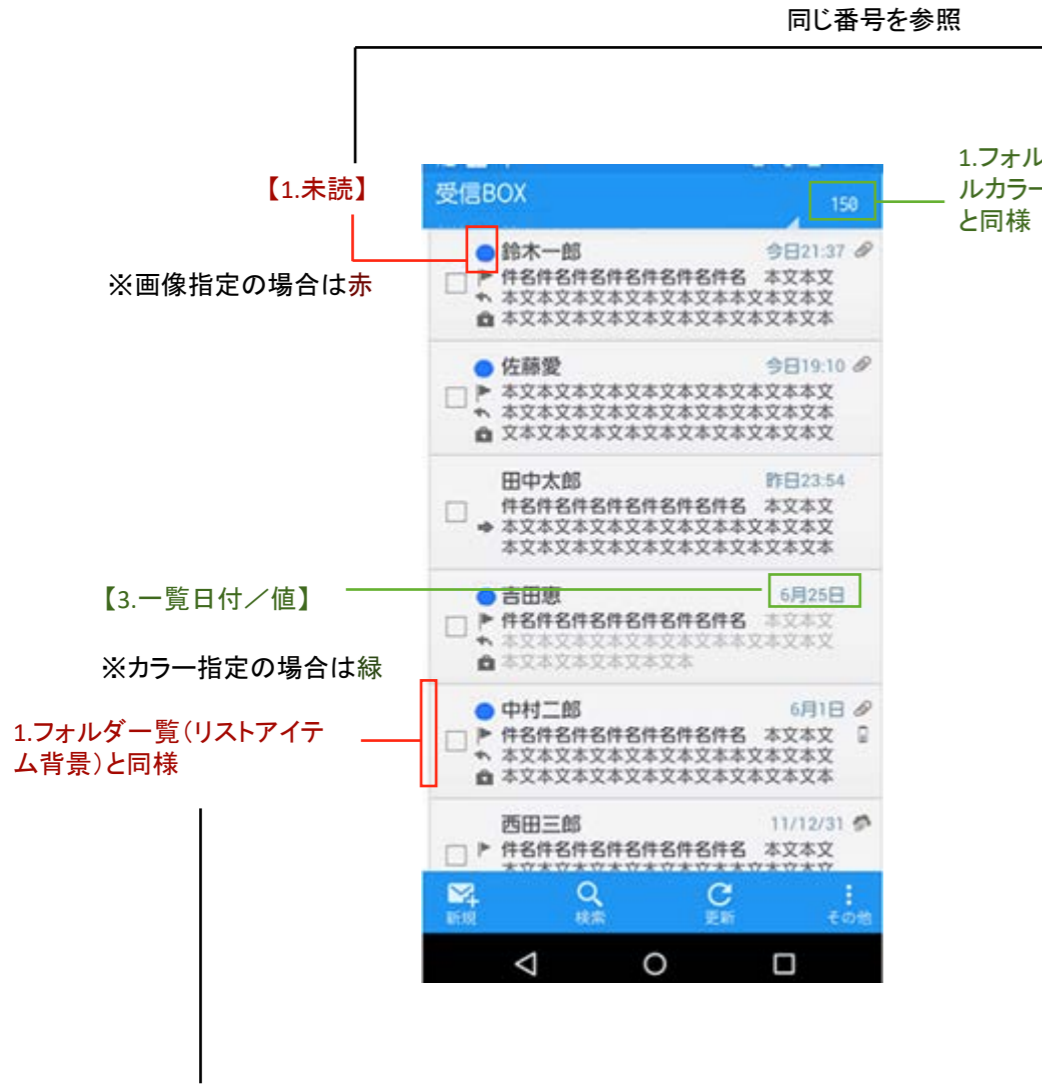 同じ番号を参照
【1.未読】
※画像指定の場合は赤
1.フォル
ルカラー
と同様
受信BOX
150
鈴木一郎 今日21:37
件名件名件名件名件名件名 本文本文
本文本文本文本文本文本文本本文本文本文
本文本文本文本文本文本文本文本文本文本
佐藤愛 今日19:10
本文本文本文本文本文本文本文本文本本文
本文本文本文本文本文本文本文本文本文本
文本文本文本文本文本文本文本文本文本文
田中太郎 昨日23:54
件名件名件名件名件名件名 本文本文
本文本文本文本文本文本文本本文本文本文
本文本文本文本文本文本文本文本文本文本
【3.一覧日付／値】
吉田恵 6月25日
件名件名件名件名件名件名 本文本文
本文本文本文本文本文本文本本文本文本文
本文本文本文本文本文本文
※カラー指定の場合は緑
1.フォルダ一覧（リストアイテ
ム背景）と同様
中村二郎 6月1日
件名件名件名件名件名件名 本文本文
本文本文本文本文本文本文本本文本文本文
本文本文本文本文本文本文本文本文本文本
西田三郎 11/12/31
件名件名件名件名件名件名 本文本文
新規 検索 更新 その他